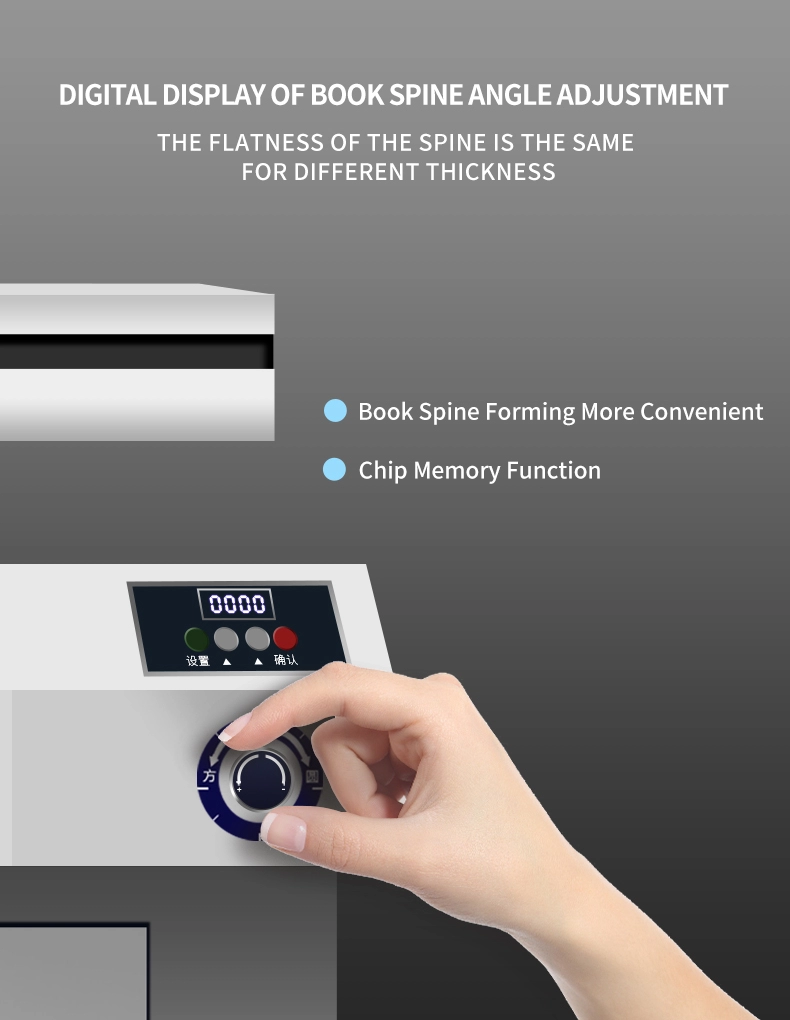 DIGITAL DISPLAY OF BOOK SPINE ANGLE ADJUSTMENT
THE FLATNESS OF THE SPINE IS THE SAME
FOR DIFFERENT THICKNESS
Book Spine Forming More Convenient
Chip Memory Function
0000
设置 ▲ ▲ 确认
方 圆
+ -